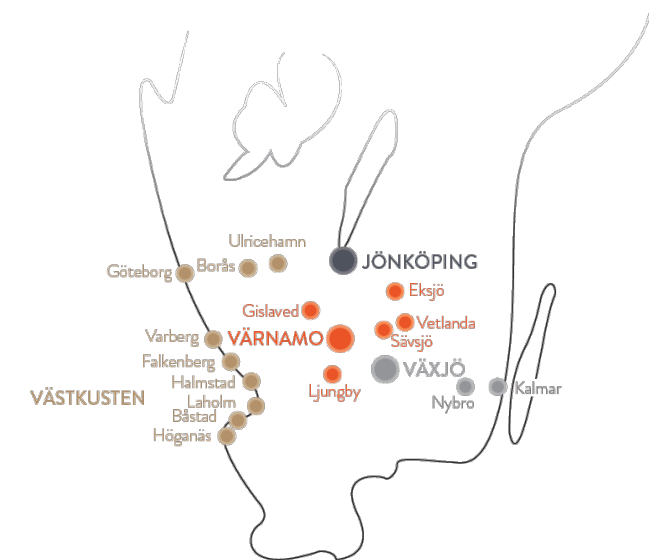 Ulricehamn
Göteborg
Borås
JÖNKÖPING
Eksjö
Gislaved
Vetlanda
Varberg
VÄRNAMO
Sävsjö
Falkenberg
VÄXJÖ
Halmstad
Ljungby
Kalmar
VÄSTKUSTEN
Laholm
Nybro
Båstad
Höganäs